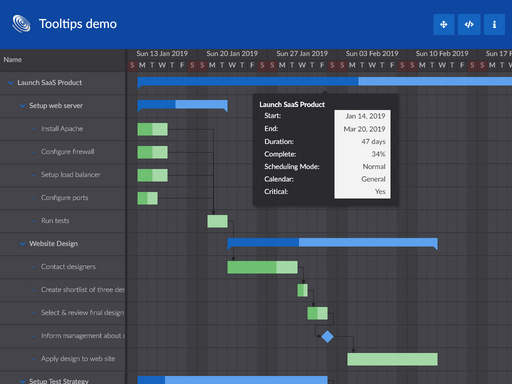 Tooltips demo
Name
Sun 13 Jan 2019 Sun 20 Jan 2019 Sun 27 Jan 2019 Sun 03 Feb 2019 Sun 10 Feb 2019 Sun 17 F
S M T W T F S S M T W T F S S M T W T F S S M T W T F S S M T W T F S S M T
Launch SaaS Product
Setup web server
Install Apache
Configure firewall
Setup load balancer
Configure ports
Run tests
Website Design
Contact designers
Create shortlist of three des
Select & review final design
Inform management about
Apply design to web site
Setup Test Strategy
Launch SaaS Product
Start: Jan 14, 2019
End: Mar 20, 2019
Duration: 47 days
Complete: 34%
Scheduling Mode: Normal
Calendar: General
Critical: Yes